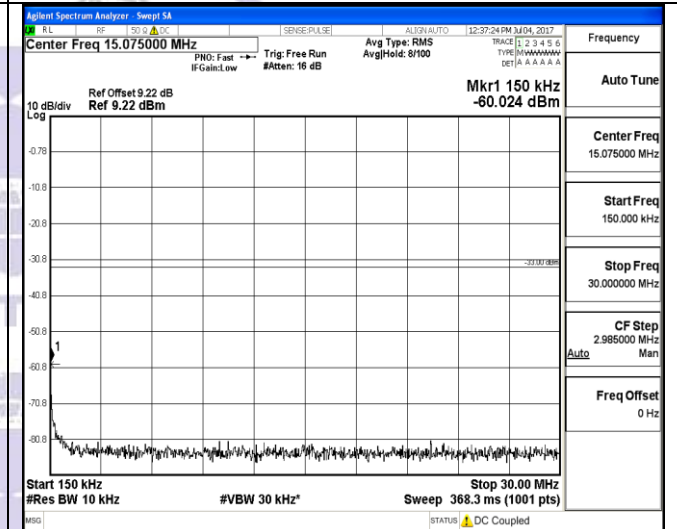 Agilent Spectrum Analyzer - Swept SA
RL RF 50 Ω DC SENSE:PULSE ALIGNAUTO 12:37:24 PM Jul 04, 2017
Center Freq 15.075000 MHz
PNO: Fast
IFGain:Low
Trig: Free Run
#Atten: 16 dB
Avg Type: RMS
Avg|Hold: 8/100
TRACE 1 2 3 4 5 6
TYPE MWWWWW
DET A A A A A A
Frequency
Auto Tune
Ref Offset 9.22 dB
10 dB/div Ref 9.22 dBm
Log
Mkr1 150 kHz
-60.024 dBm
-0.78
-10.8
-20.8
-30.8
-40.8
-50.8
-60.8
-70.8
-80.8
-33.00 dBm
1
Center Freq
15.075000 MHz
Start Freq
150.000 kHz
Stop Freq
30.000000 MHz
CF Step
2.985000 MHz
Auto Man
Freq Offset
0 Hz
Start 150 kHz Stop 30.00 MHz
#Res BW 10 kHz #VBW 30 kHz* Sweep 368.3 ms (1001 pts)
MSG STATUS DC Coupled